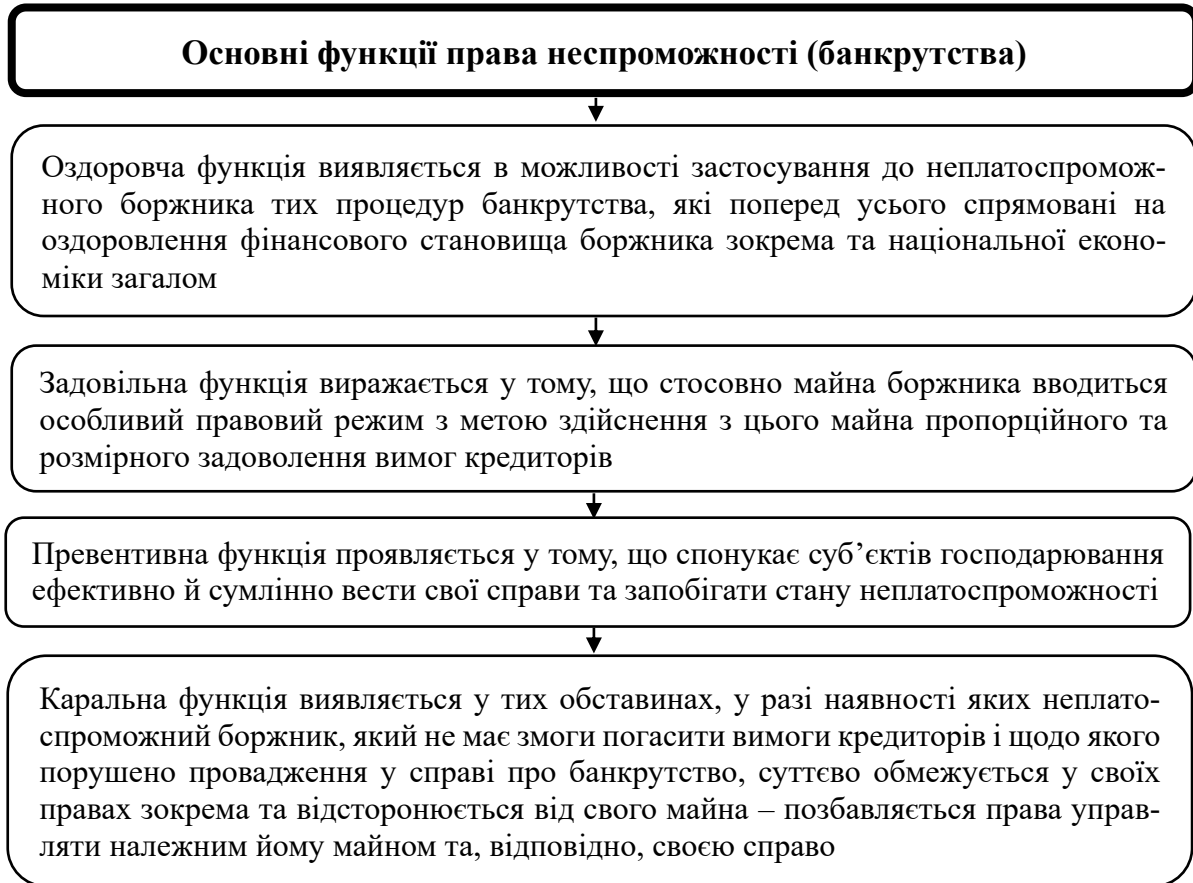 Основні функції права неспроможності (банкрутства)
Оздоровча функція виявляється в можливості застосування до неплатоспромож-
ного боржника тих процедур банкрутства, які поперед усього спрямовані на
оздоровлення фінансового становища боржника зокрема та національної еконо-
міки загалом
Задовільна функція виражається у тому, що стосовно майна боржника вводиться
особливий правовий режим з метою здійснення з цього майна пропорційного та
розмірного задоволення вимог кредиторів
Превентивна функція проявляється у тому, що спонукає суб’єктів господарювання
ефективно й сумлінно вести свої справи та запобігати стану неплатоспроможності
Каральна функція виявляється у тих обставинах, у разі наявності яких неплато-
спроможний боржник, який не має змоги погасити вимоги кредиторів і щодо якого
порушено провадження у справі про банкрутство, суттєво обмежується у своїх
правах зокрема та відсторонюється від свого майна – позбавляється права управ-
ляти належним йому майном та, відповідно, своєю справо